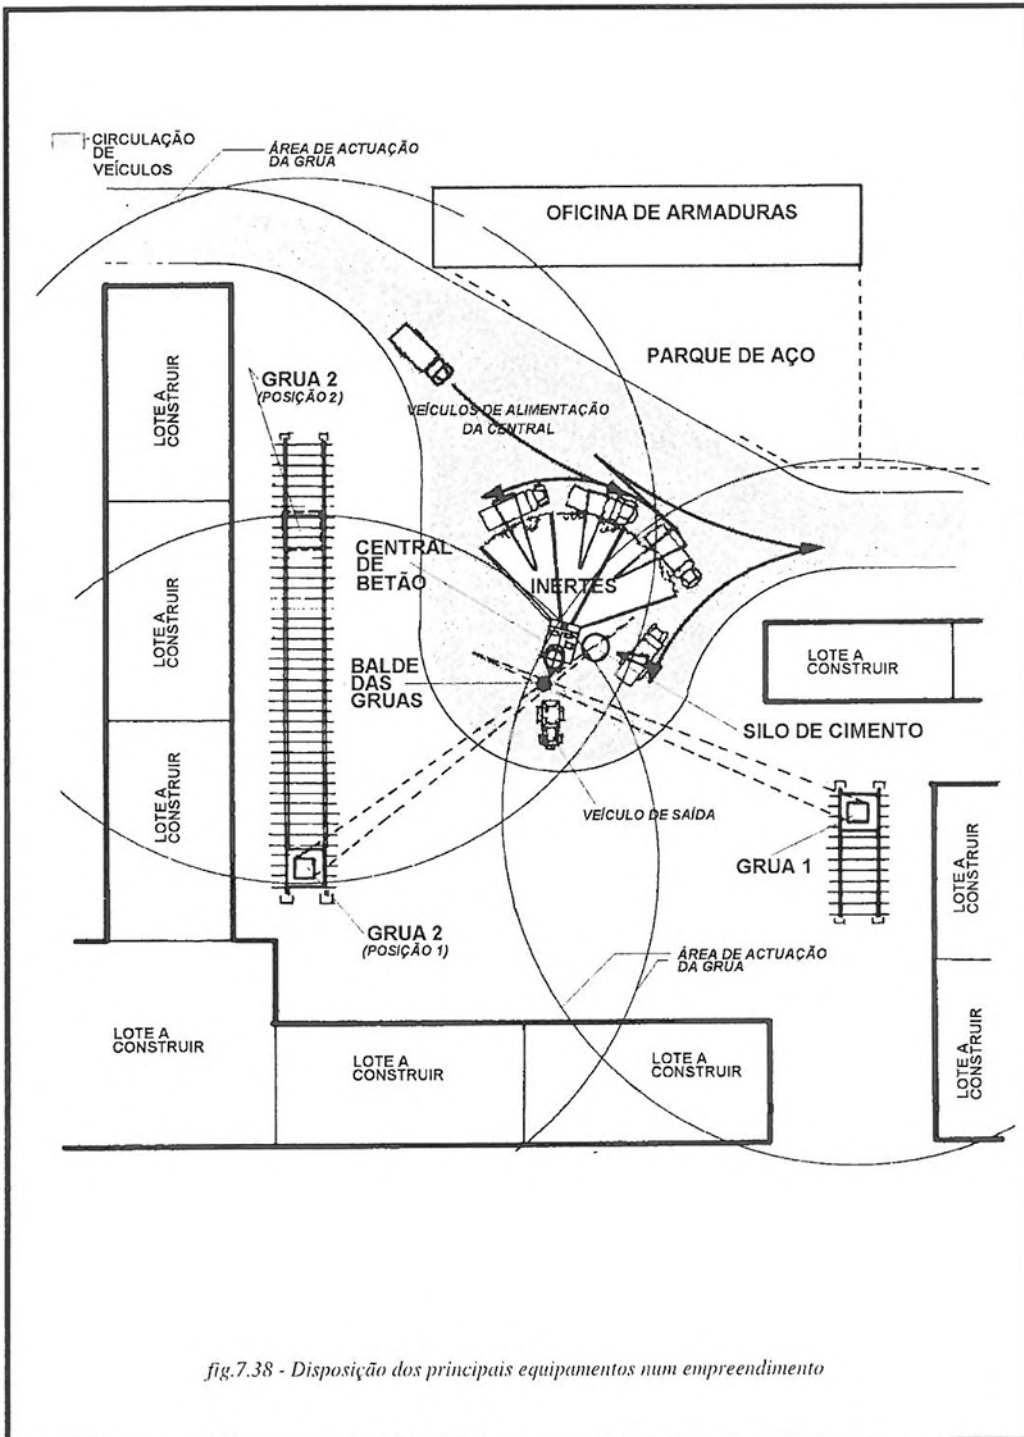 CIRCULAÇÃO
DE
VEÍCULOS
ÁREA DE ACTUAÇÃO
DA GRUA
OFICINA DE ARMADURAS
PARQUE DE AÇO
LOTE A
CONSTRUIR
GRUA 2
(POSIÇÃO 2)
VEÍCULOS DE ALIMENTAÇÃO
DA CENTRAL
CENTRAL
DE
BETÃO
INERTES
LOTE A
CONSTRUIR
BALDE
DAS
GRUAS
LOTE A
CONSTRUIR
SILO DE CIMENTO
LOTE A
CONSTRUIR
VEÍCULO DE SAÍDA
GRUA 1
LOTE A
CONSTRUIR
GRUA 2
(POSIÇÃO 1)
ÁREA DE ACTUAÇÃO
DA GRUA
LOTE A
CONSTRUIR
LOTE A
CONSTRUIR
LOTE A
CONSTRUIR
LOTE A
CONSTRUIR
fig.7.38 - Disposição dos principais equipamentos num empreendimento